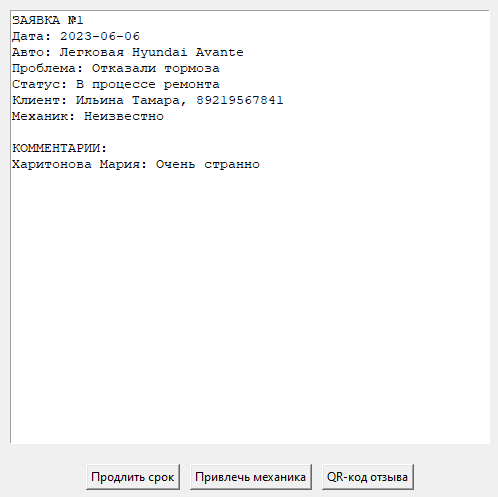 ЗАЯВКА №1
Дата: 2023-06-06
Авто: Легковая Hyundai Avante
Проблема: Отказали тормоза
Статус: В процессе ремонта
Клиент: Ильина Тамара, 89219567841
Механик: Неизвестно
КОММЕНТАРИИ:
Харитонова Мария: Очень странно
Продлить срок Привлечь механика QR-код отзыва